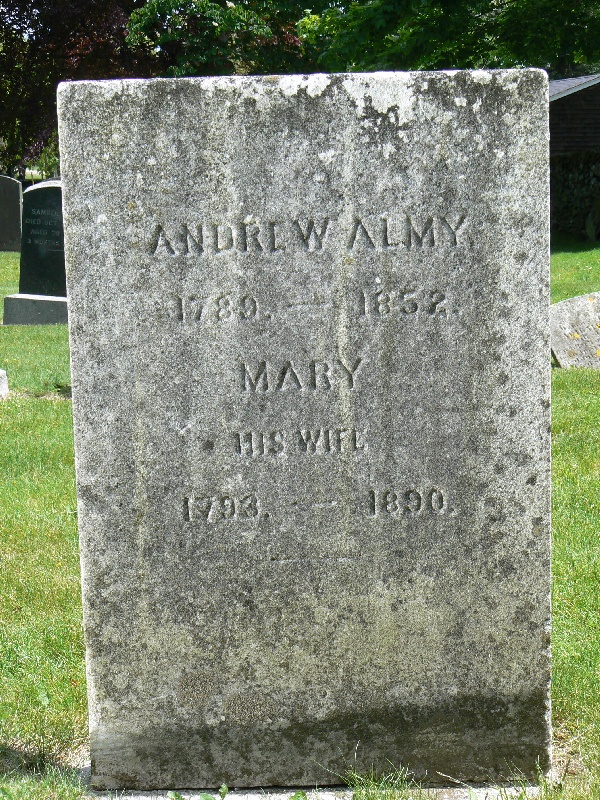 ANDREW ALMY,
1789. — 1852.
MARY
HIS WIFE
1793. — 1890.